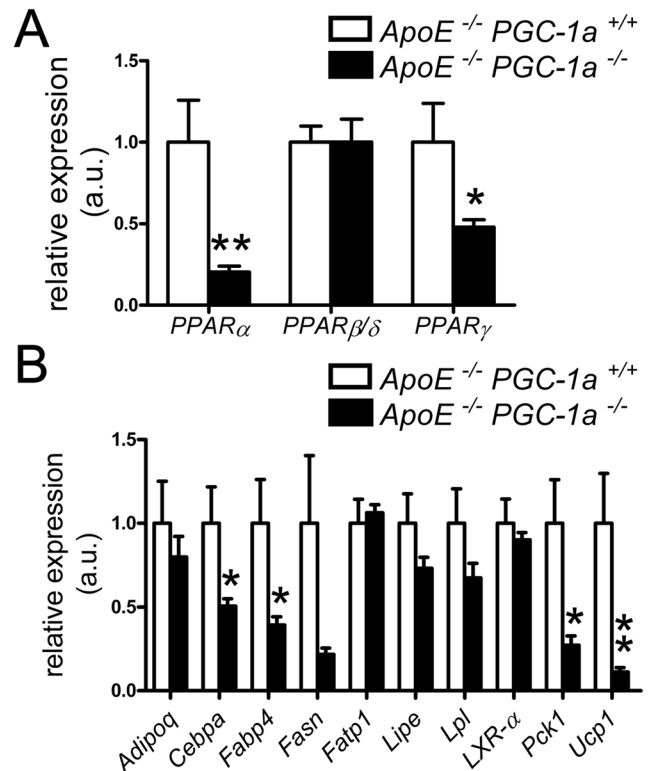 A
ApoE -/- PGC-1a +/+
ApoE -/- PGC-1a -/-
relative expression
(a.u.)
1.5
1.0
0.5
0.0
** *
PPARα PPARβ/δ PPARγ
B
ApoE -/- PGC-1a +/+
ApoE -/- PGC-1a -/-
relative expression
(a.u.)
1.5
1.0
0.5
0.0
* * * **
Adipoq Cebpa Fabp4 Fasn Fatp1 Lipe Lpl LXR-α Pck1 Ucp1